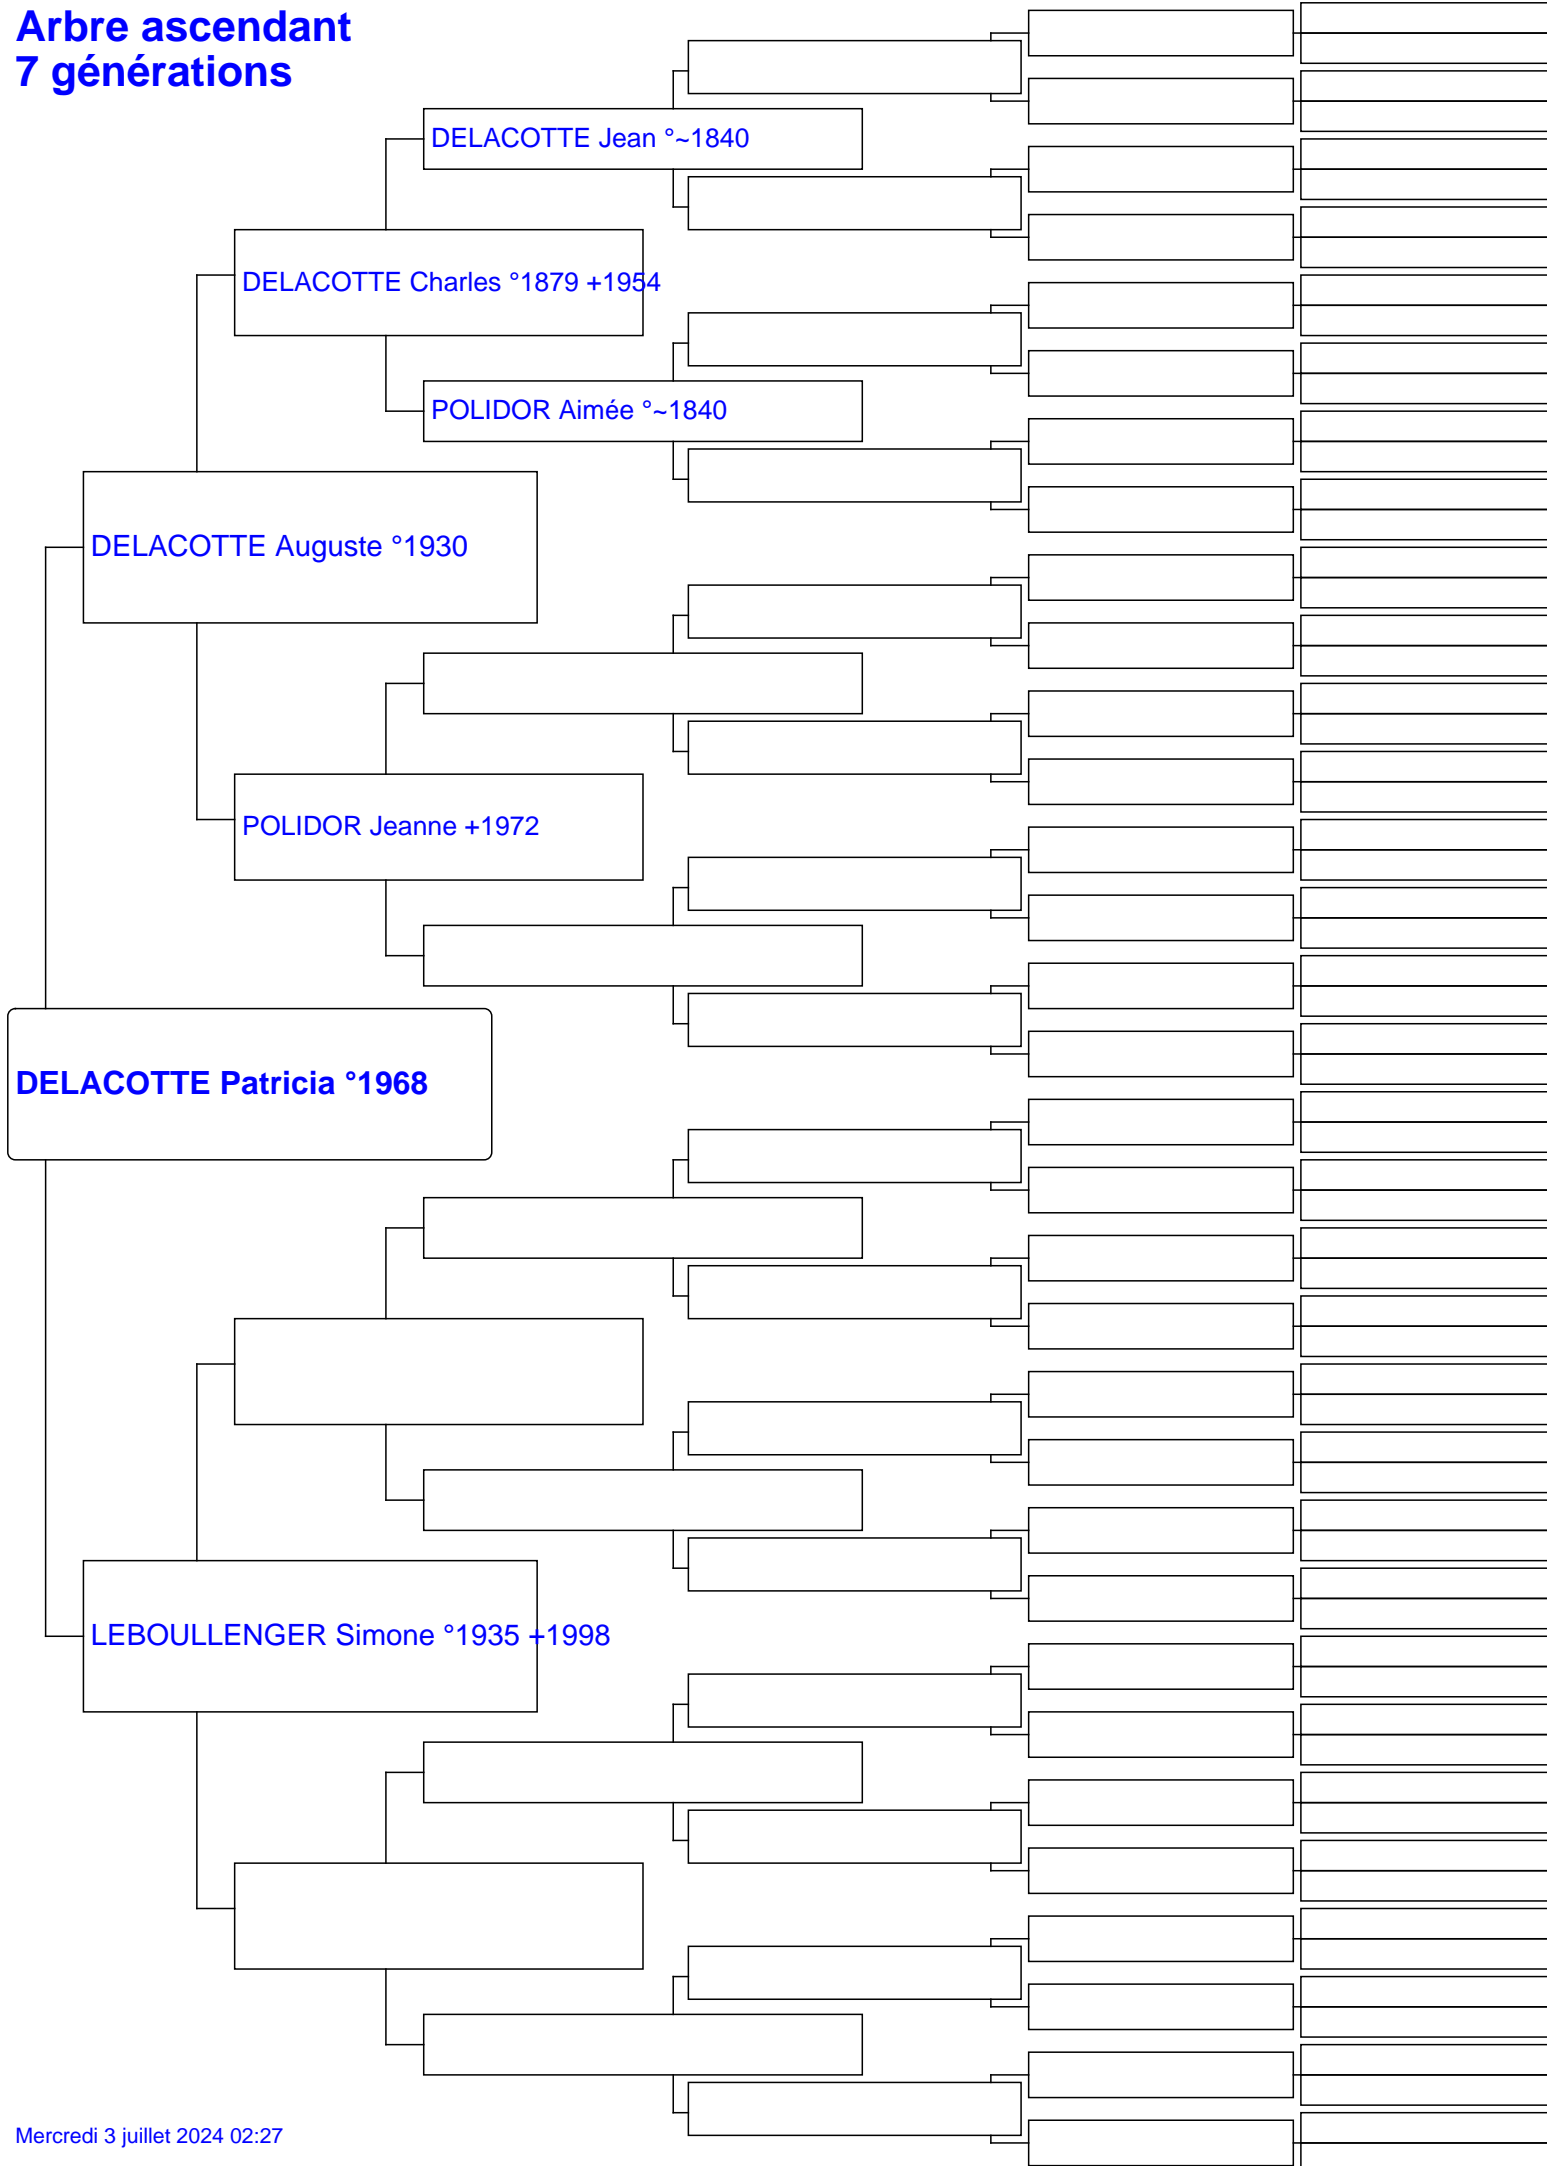 Arbre ascendant
7 générations
DELACOTTE Jean °~1840
DELACOTTE Charles °1879 +1954
POLIDOR Aimée °~1840
DELACOTTE Auguste °1930
POLIDOR Jeanne +1972
DELACOTTE Patricia °1968
LEBOULLENGER Simone °1935 +1998
Mercredi 3 juillet 2024 02:27